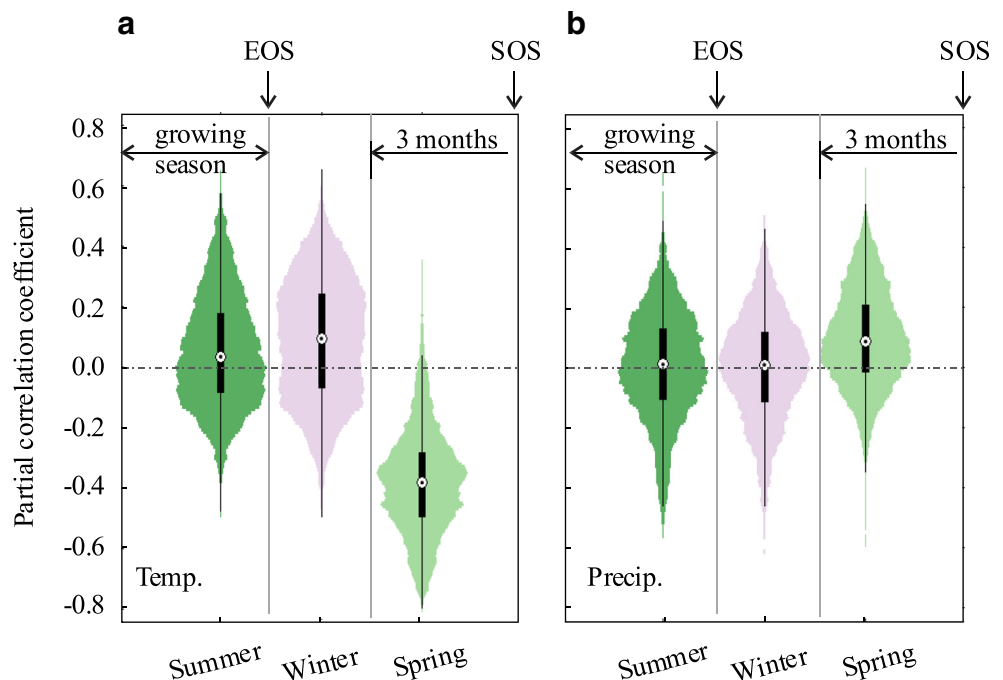 a
b
EOS
SOS
EOS
SOS
growing
season
3 months
growing
season
3 months
Partial correlation coefficient
0.8
0.6
0.4
0.2
0.0
-0.2
-0.4
-0.6
-0.8
Temp.
Precip.
Summer
Winter
Spring
Summer
Winter
Spring